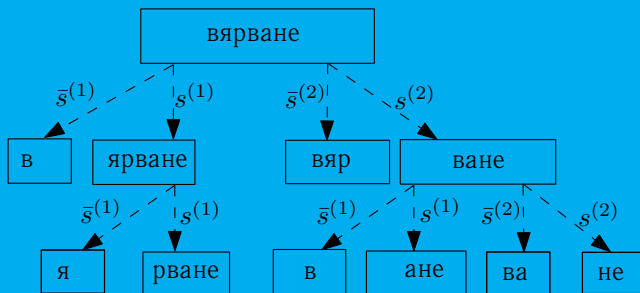 вярване
s̄⁽¹⁾ s⁽¹⁾ s̄⁽²⁾ s⁽²⁾
в ярване вяр ване
s̄⁽¹⁾ s⁽¹⁾ s̄⁽¹⁾ s⁽¹⁾ s̄⁽²⁾ s⁽²⁾
я рване в ане ва не